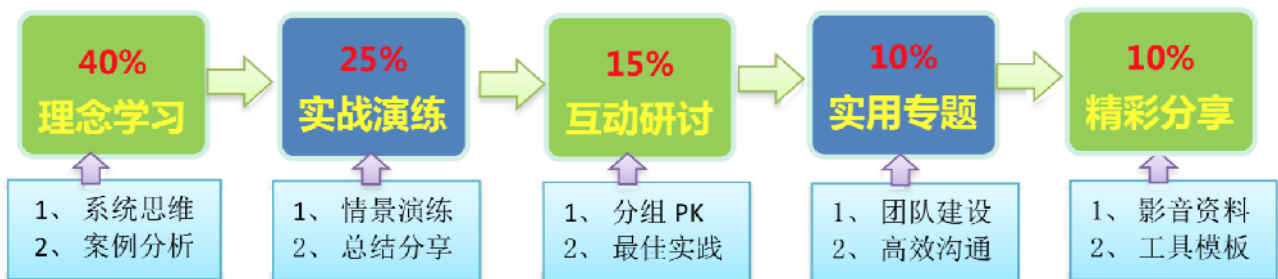 40%
理念学习
25%
实战演练
15%
互动研讨
10%
实用专题
10%
精彩分享
1、 系统思维
2、 案例分析
1、 情景演练
2、 总结分享
1、 分组 PK
2、 最佳实践
1、 团队建设
2、 高效沟通
1、 影音资料
2、 工具模板